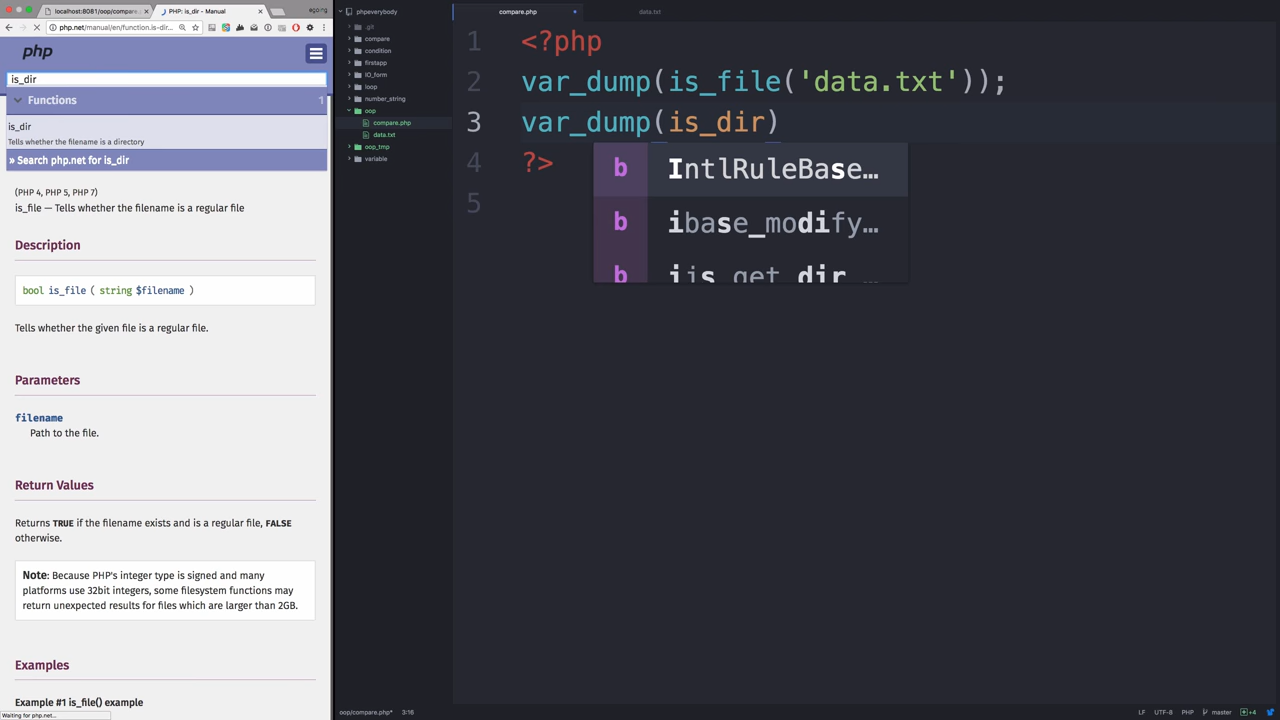 localhost:8081/oop/compare
PHP: is_dir - Manual
egoing
php.net/manual/en/function.is-dir...
php
is_dir
Functions
1
is_dir
Tells whether the filename is a directory
» Search php.net for is_dir
(PHP 4, PHP 5, PHP 7)
is_file — Tells whether the filename is a regular file
Description
bool is_file ( string $filename )
Tells whether the given file is a regular file.
Parameters
filename
Path to the file.
Return Values
Returns TRUE if the filename exists and is a regular file, FALSE
otherwise.
Note: Because PHP's integer type is signed and many
platforms use 32bit integers, some filesystem functions may
return unexpected results for files which are larger than 2GB.
Examples
Example #1 is_file() example
Waiting for php.net...
phpeverybody
.git
compare
condition
firstapp
IO_form
loop
number_string
oop
compare.php
data.txt
oop_tmp
variable
compare.php
data.txt
1 <?php
2 var_dump(is_file('data.txt'));
3 var_dump(is_dir)
4 ?>
5
b IntlRuleBase…
b ibase_modify…
b iis_get_dir_…
oop/compare.php*
3:16
LF
UTF-8
PHP
master
+4